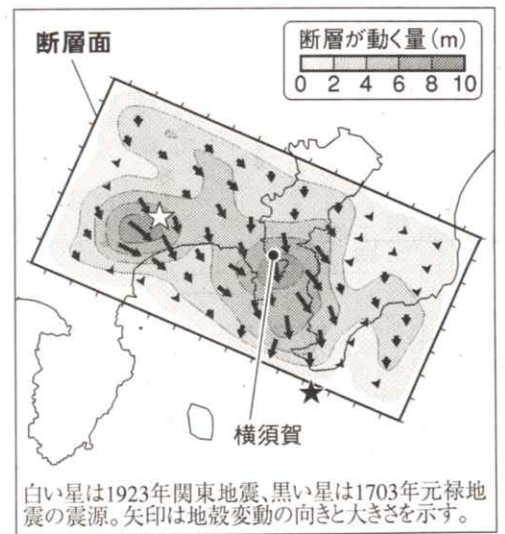 断層面
断層が動く量(m)
0 2 4 6 8 10
横須賀
白い星は1923年関東地震、黒い星は1703年元禄地
震の震源。矢印は地殻変動の向きと大きさを示す。